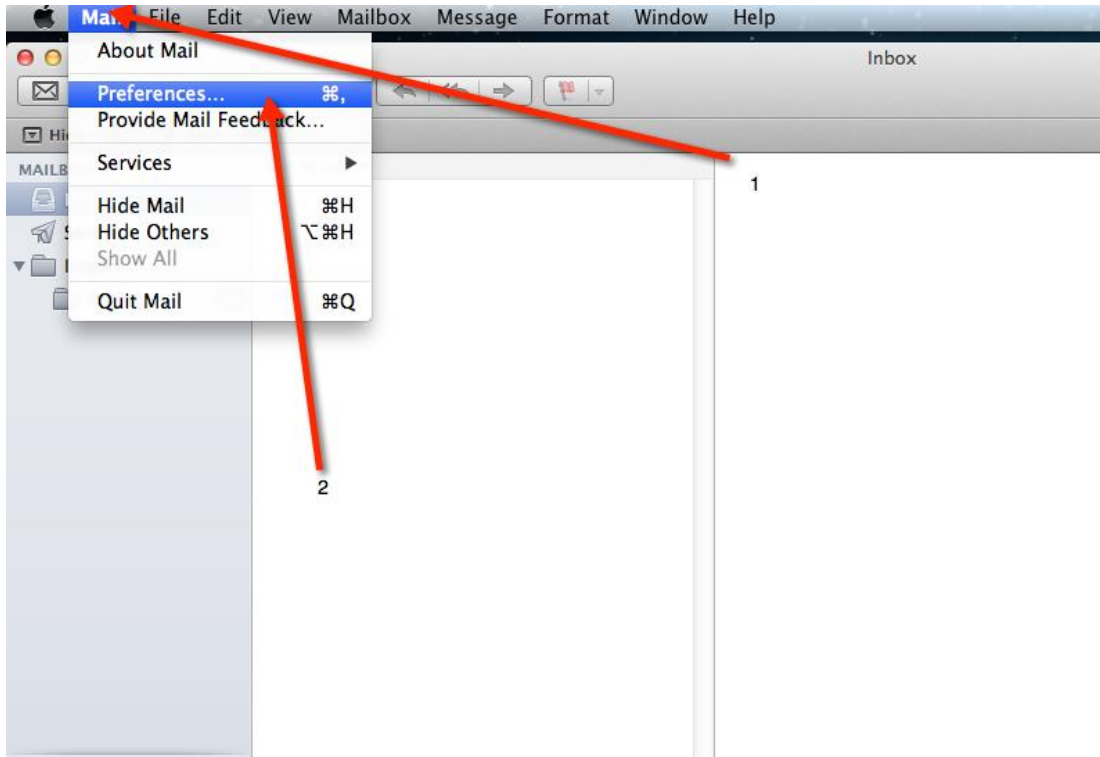 Mail File Edit View Mailbox Message Format Window Help
About Mail
Inbox
Preferences... ⌘,
Provide Mail Feedback...
Services ▶
1
Hide Mail ⌘H
Hide Others ⌥⌘H
Show All
Quit Mail ⌘Q
2